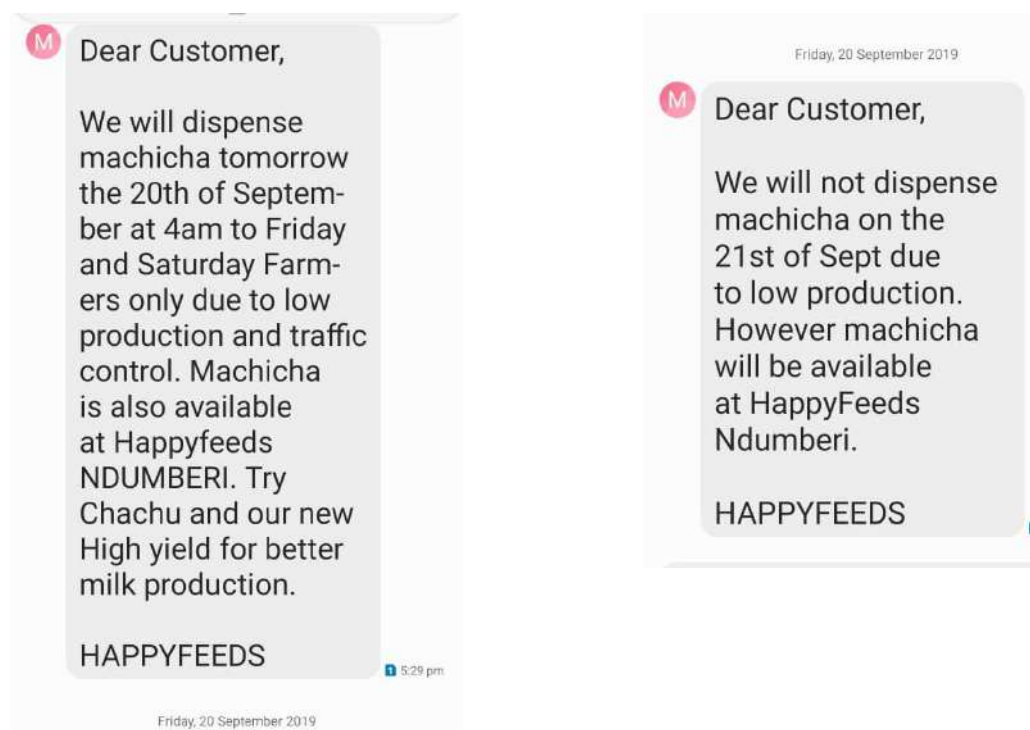 M
Dear Customer,
We will dispense
machicha tomorrow
the 20th of Septem-
ber at 4am to Friday
and Saturday Farm-
ers only due to low
production and traffic
control. Machicha
is also available
at Happyfeeds
NDUMBERI. Try
Chachu and our new
High yield for better
milk production.
HAPPYFEEDS
1 5:29 pm
Friday, 20 September 2019
Friday, 20 September 2019
M
Dear Customer,
We will not dispense
machicha on the
21st of Sept due
to low production.
However machicha
will be available
at HappyFeeds
Ndumberi.
HAPPYFEEDS